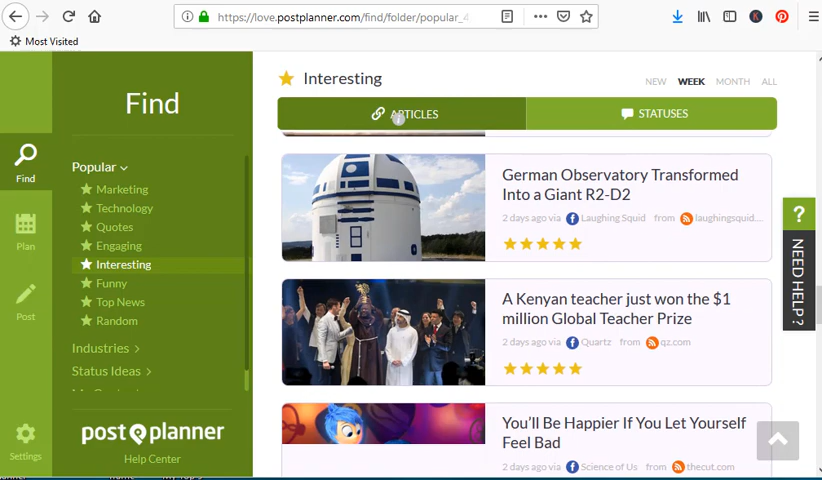 https://love.postplanner.com/find/folder/popular_4
Most Visited
Find
Plan
Post
Settings
Find
Popular
Marketing
Technology
Quotes
Engaging
Interesting
Funny
Top News
Random
Industries
Status Ideas
post planner
Help Center
Interesting
NEW WEEK MONTH ALL
ARTICLES
STATUSES
German Observatory Transformed
Into a Giant R2-D2
2 days ago via Laughing Squid from laughingsquid....
A Kenyan teacher just won the $1
million Global Teacher Prize
2 days ago via Quartz from qz.com
You'll Be Happier If You Let Yourself
Feel Bad
2 days ago via Science of Us from thecut.com
? NEED HELP?